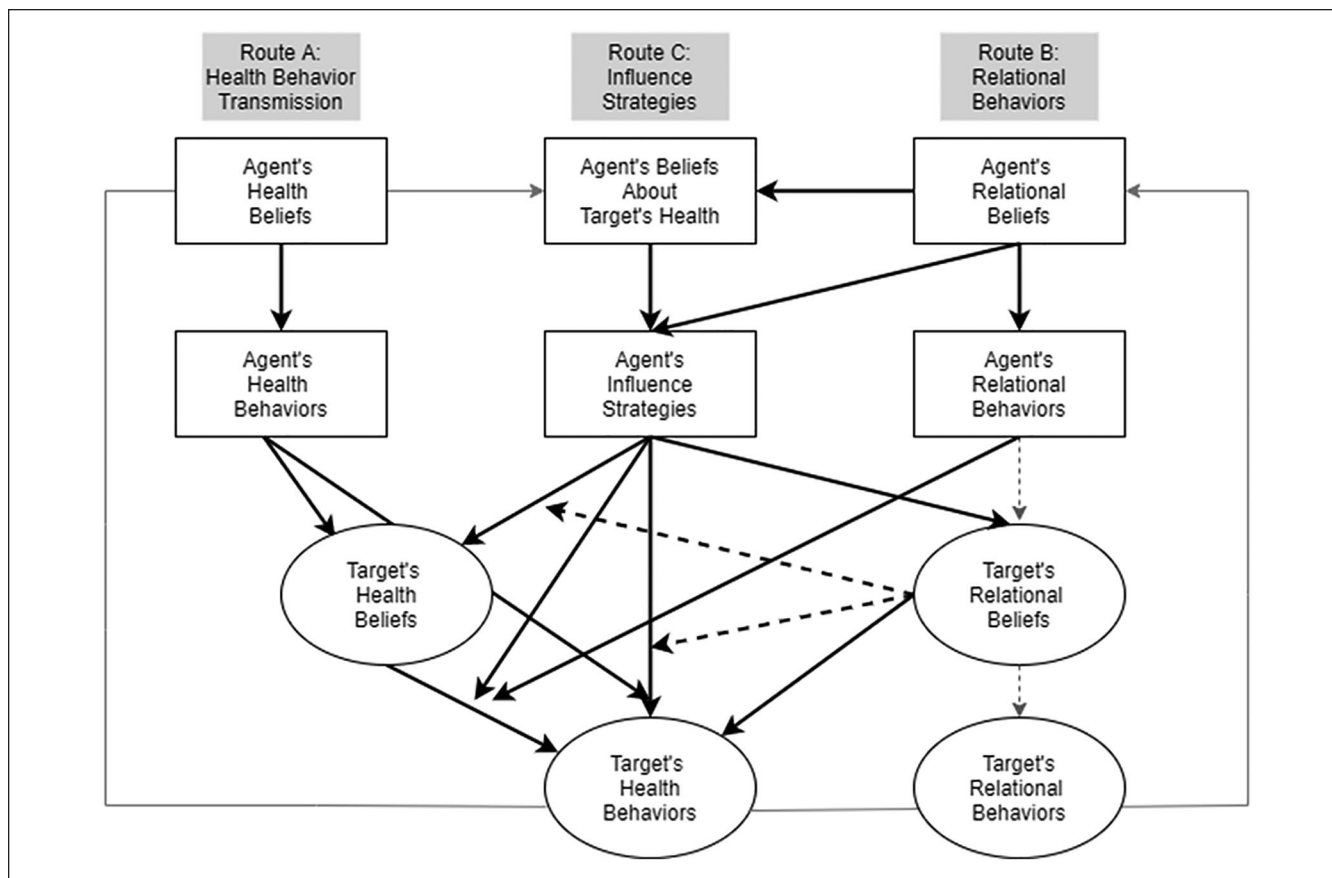 Route A:
Health Behavior
Transmission
Route C:
Influence
Strategies
Route B:
Relational
Behaviors
Agent's
Health
Beliefs
Agent's Beliefs
About
Target's Health
Agent's
Relational
Beliefs
Agent's
Health
Behaviors
Agent's
Influence
Strategies
Agent's
Relational
Behaviors
Target's
Health
Beliefs
Target's
Relational
Beliefs
Target's
Health
Behaviors
Target's
Relational
Behaviors